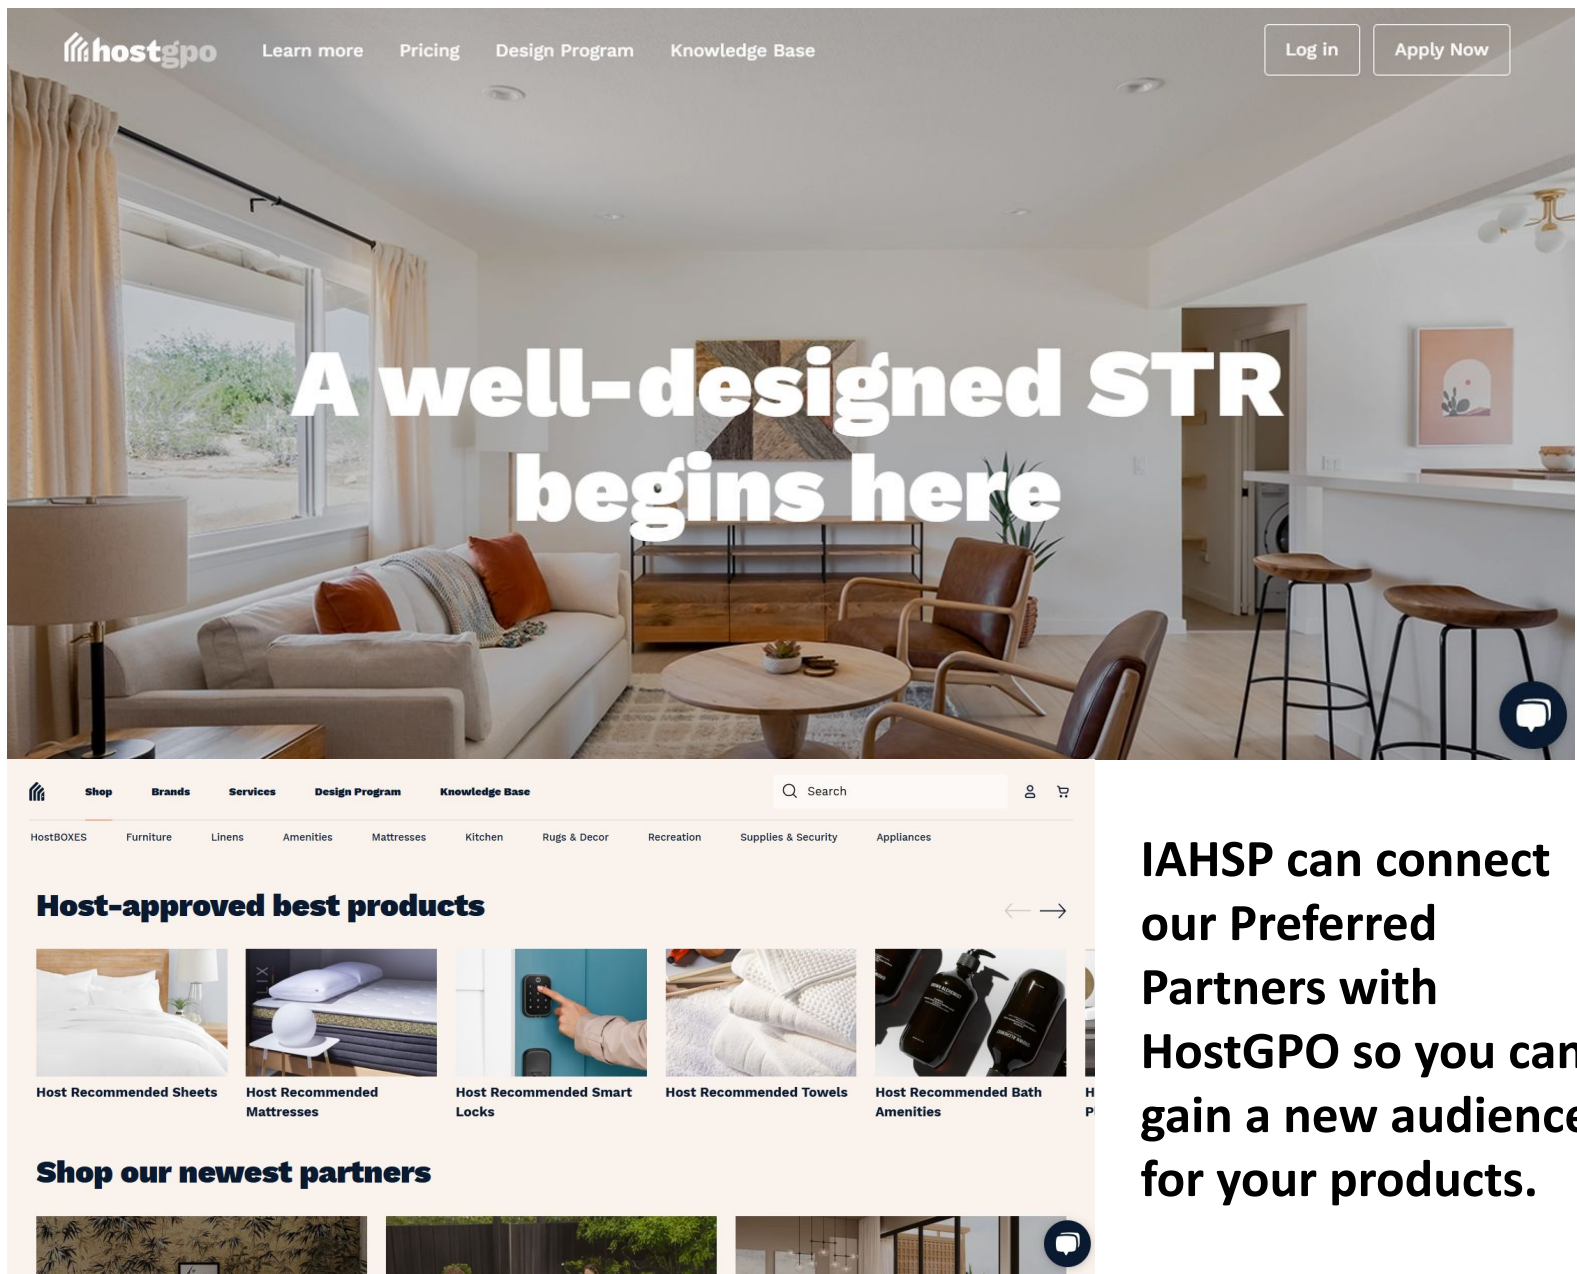 hostgpo
Learn more Pricing Design Program Knowledge Base
Log in Apply Now
A well-designed STR
begins here
Shop Brands Services Design Program Knowledge Base
Search
HostBOXES Furniture Linens Amenities Mattresses Kitchen Rugs & Decor Recreation Supplies & Security Appliances
Host-approved best products
Host Recommended Sheets
Host Recommended
Mattresses
Host Recommended Smart
Locks
Host Recommended Towels
Host Recommended Bath
Amenities
Shop our newest partners
IAHSP can connect
our Preferred
Partners with
HostGPO so you can
gain a new audience
for your products.